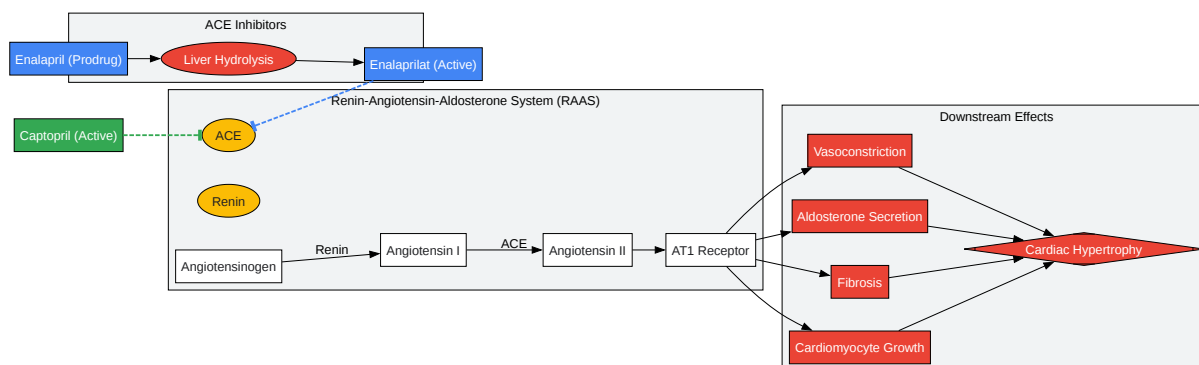 ACE Inhibitors
Enalapril (Prodrug)
Liver Hydrolysis
Enalaprilat (Active)
Renin-Angiotensin-Aldosterone System (RAAS)
Captopril (Active)
ACE
Renin
Angiotensinogen
Renin
Angiotensin I
ACE
Angiotensin II
AT1 Receptor
Downstream Effects
Vasoconstriction
Aldosterone Secretion
Fibrosis
Cardiomyocyte Growth
Cardiac Hypertrophy